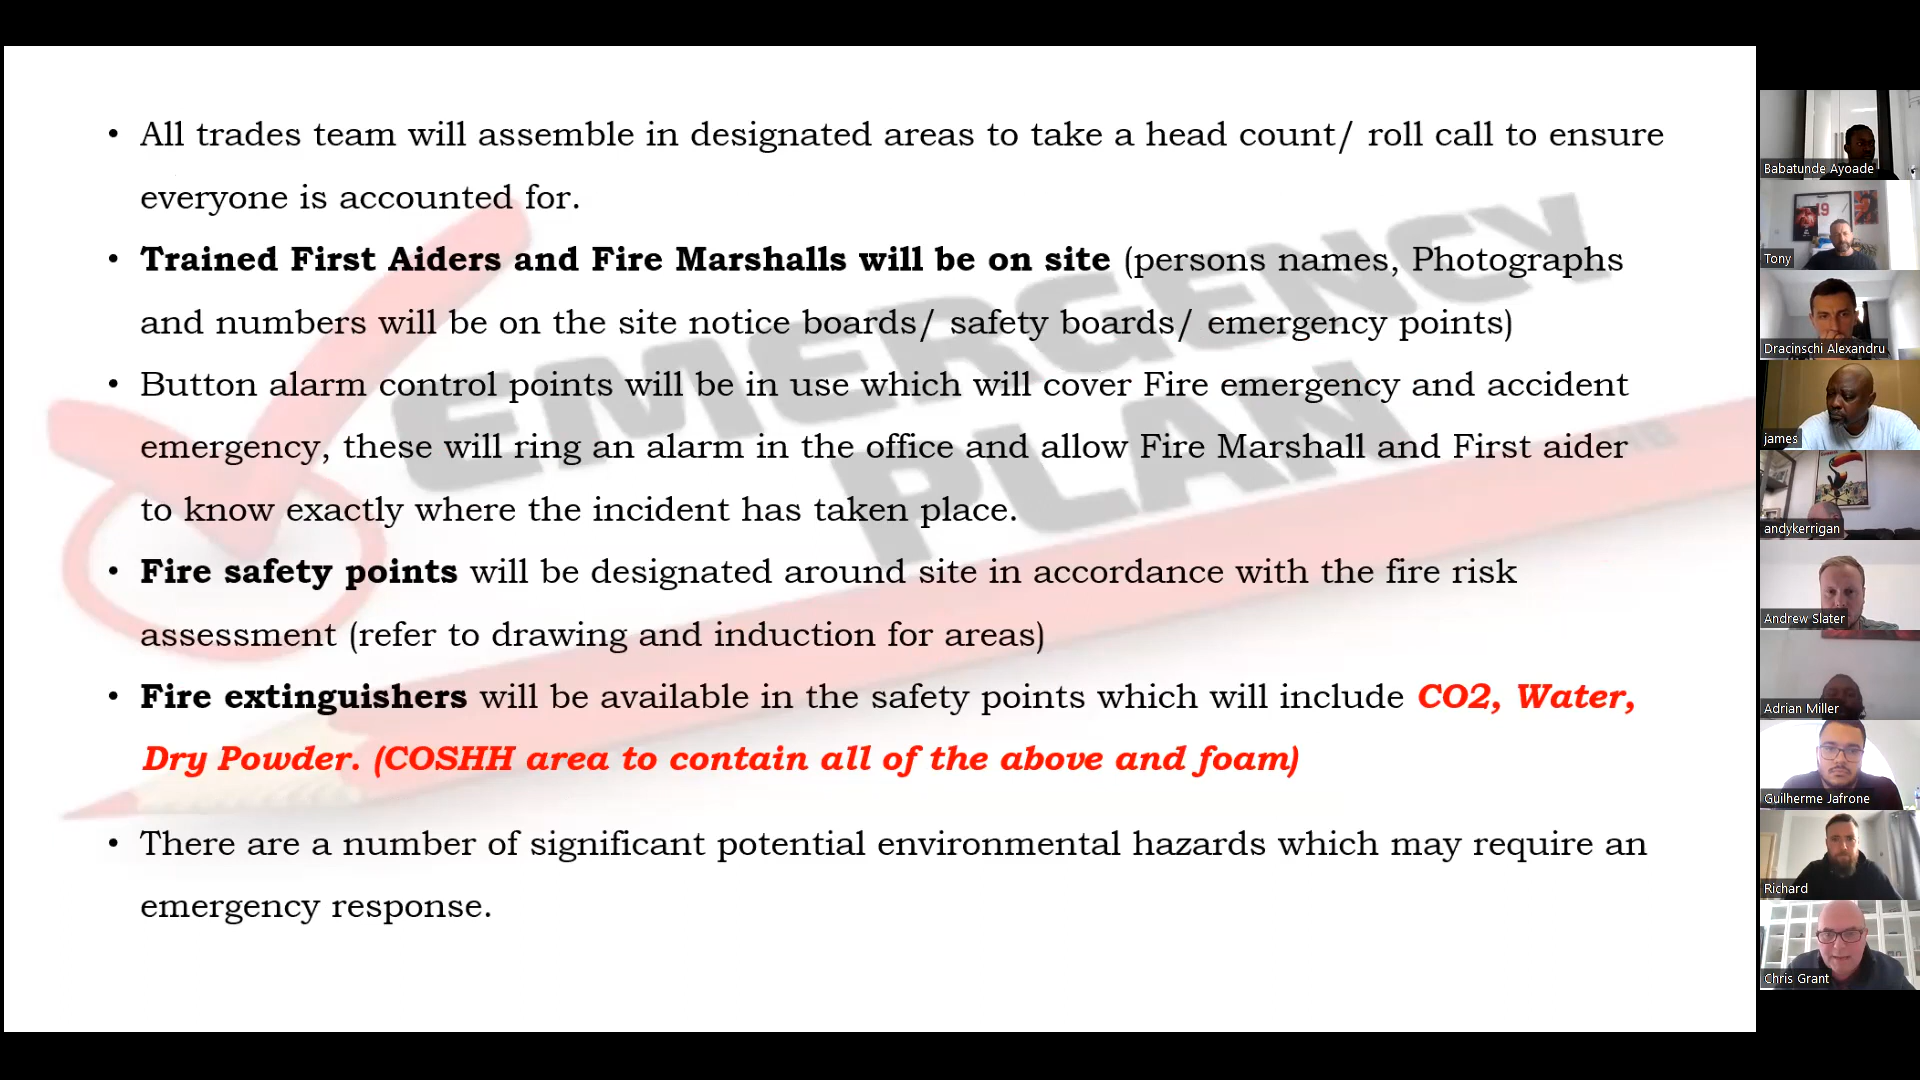 • All trades team will assemble in designated areas to take a head count/ roll call to ensure
everyone is accounted for.
• Trained First Aiders and Fire Marshalls will be on site (persons names, Photographs
and numbers will be on the site notice boards/ safety boards/ emergency points)
• Button alarm control points will be in use which will cover Fire emergency and accident
emergency, these will ring an alarm in the office and allow Fire Marshall and First aider
to know exactly where the incident has taken place.
• Fire safety points will be designated around site in accordance with the fire risk
assessment (refer to drawing and induction for areas)
• Fire extinguishers will be available in the safety points which will include CO2, Water,
Dry Powder. (COSHH area to contain all of the above and foam)
• There are a number of significant potential environmental hazards which may require an
emergency response.
EMERGENCY
PLAN
Babatunde Ayoade
19
Tony
Dracinschi Alexandru
james
andykerrigan
Andrew Slater
Adrian Miller
Guilherme Jafrone
Richard
Chris Grant